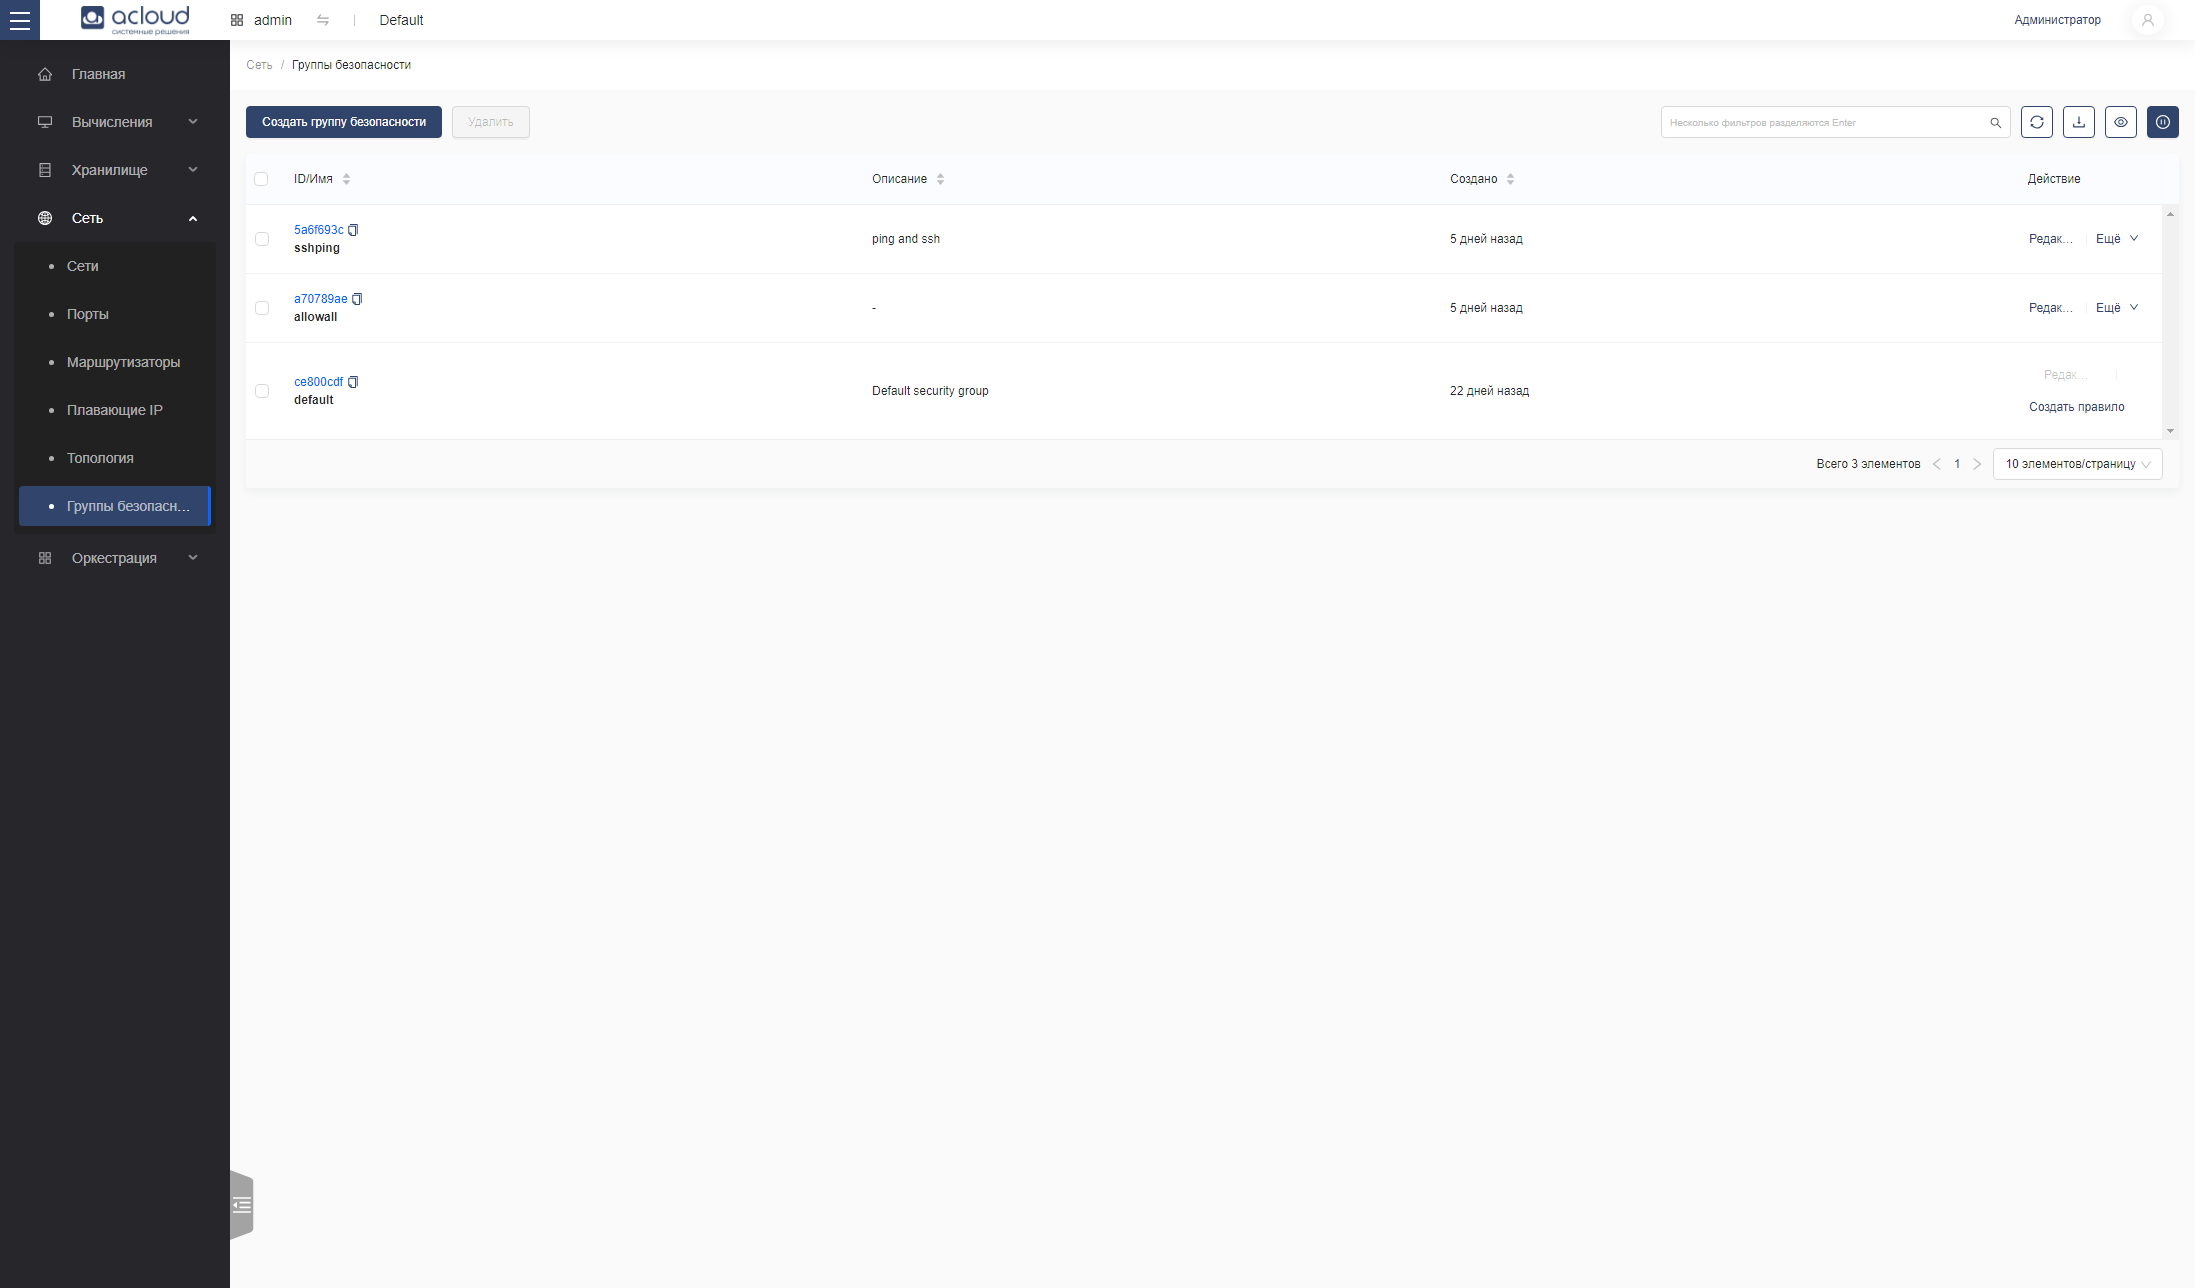 acloud
системные решения
admin
Default
Администратор
Главная
Вычисления
Хранилище
Сеть
Сети
Порты
Маршрутизаторы
Плавающие IP
Топология
Группы безопасн...
Оркестрация
Сеть / Группы безопасности
Создать группу безопасности
Удалить
Несколько фильтров разделяются Enter
ID/Имя
Описание
Создано
Действие
5a6f693c
sshping
ping and ssh
5 дней назад
Редак...
Ещё
a70789ae
allowall
-
5 дней назад
Редак...
Ещё
ce800cdf
default
Default security group
22 дней назад
Редак...
Создать правило
Всего 3 элементов
1
10 элементов/страницу